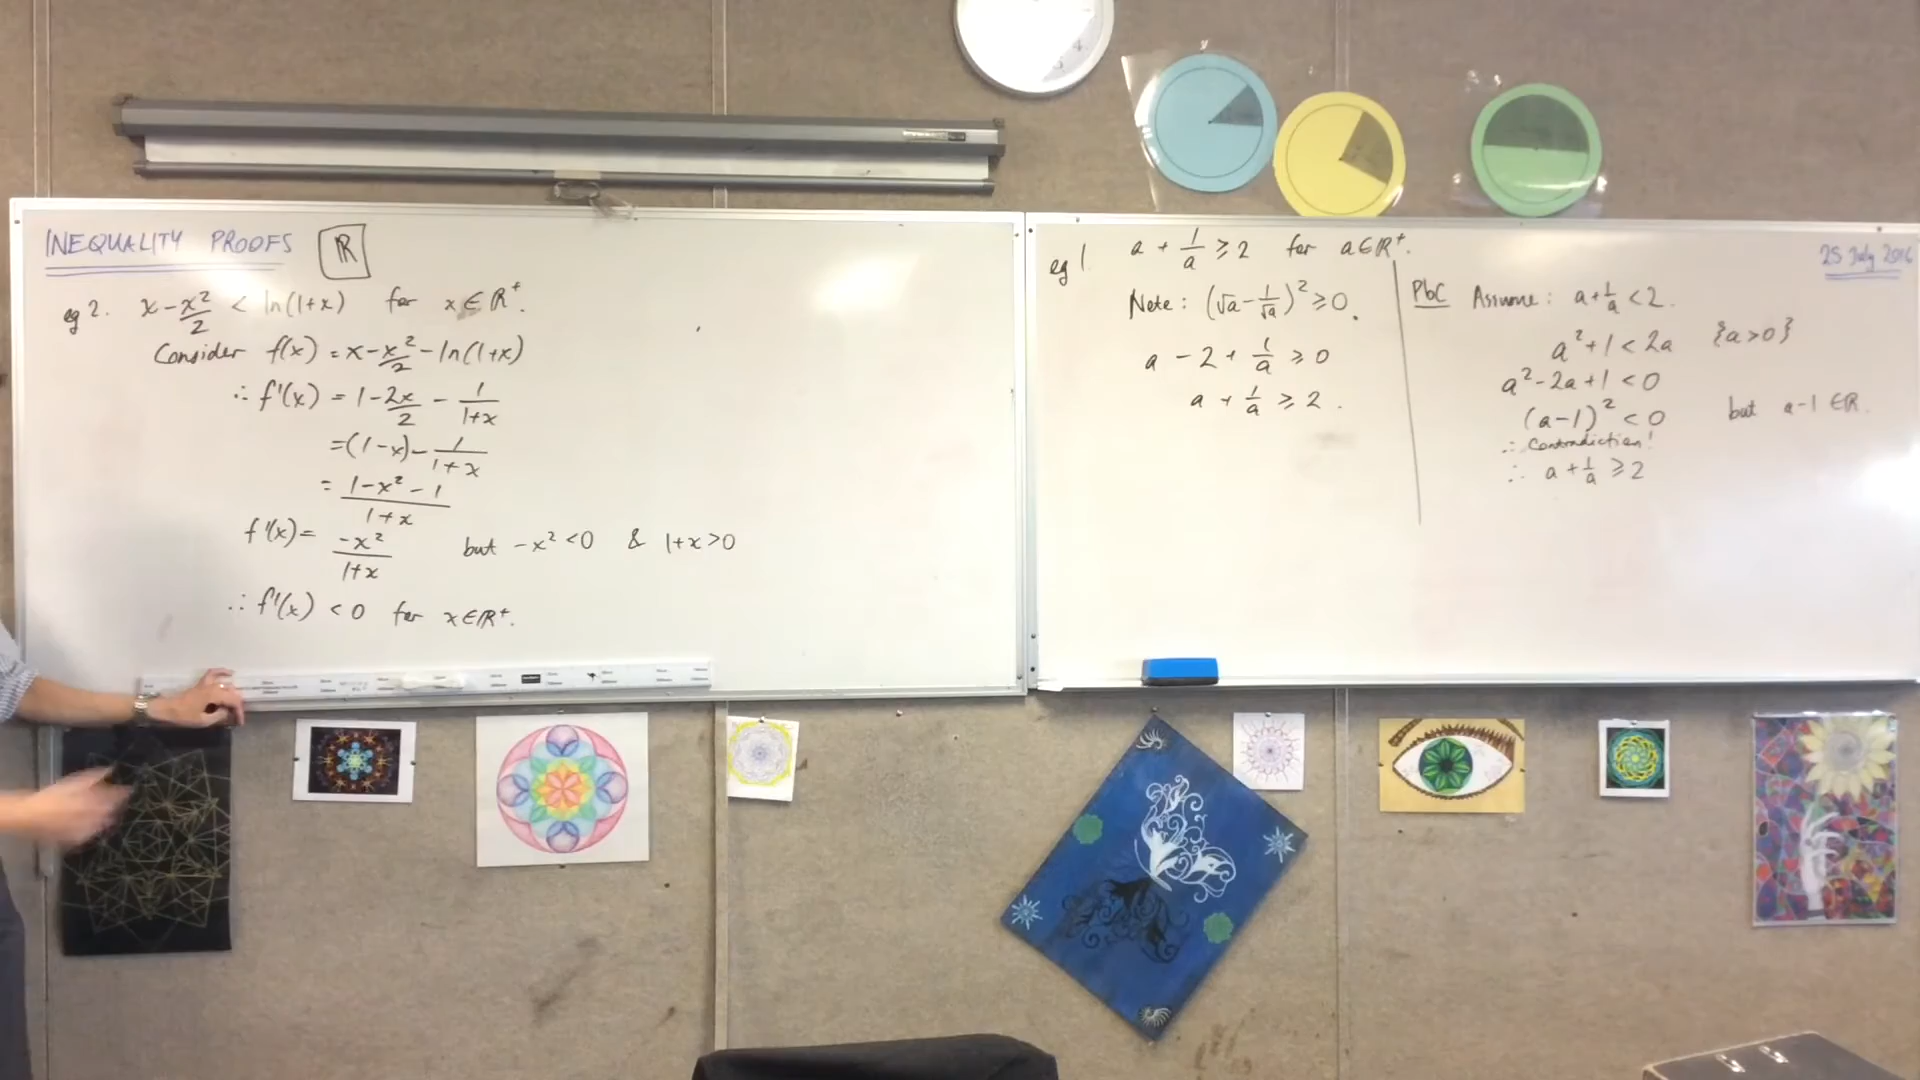 INEQUALITY PROOFS ℝ
eg 2. x - x²/2 < ln(1+x) for x ∈ ℝ⁺.
Consider f(x) = x - x²/2 - ln(1+x)
∴ f'(x) = 1 - 2x/2 - 1/(1+x)
= (1-x) - 1/(1+x)
= (1-x²-1)/(1+x)
f'(x) = -x²/(1+x) but -x² < 0 & 1+x > 0
∴ f'(x) < 0 for x ∈ ℝ⁺.
eg 1 a + 1/a ≥ 2 for a ∈ ℝ⁺.
Note: (√a - 1/√a)² ≥ 0.
a - 2 + 1/a ≥ 0
a + 1/a ≥ 2.
25 July 2016
PbC Assume: a + 1/a < 2.
a² + 1 < 2a {a > 0}
a² - 2a + 1 < 0
(a-1)² < 0 but a-1 ∈ ℝ.
∴ Contradiction!
∴ a + 1/a ≥ 2